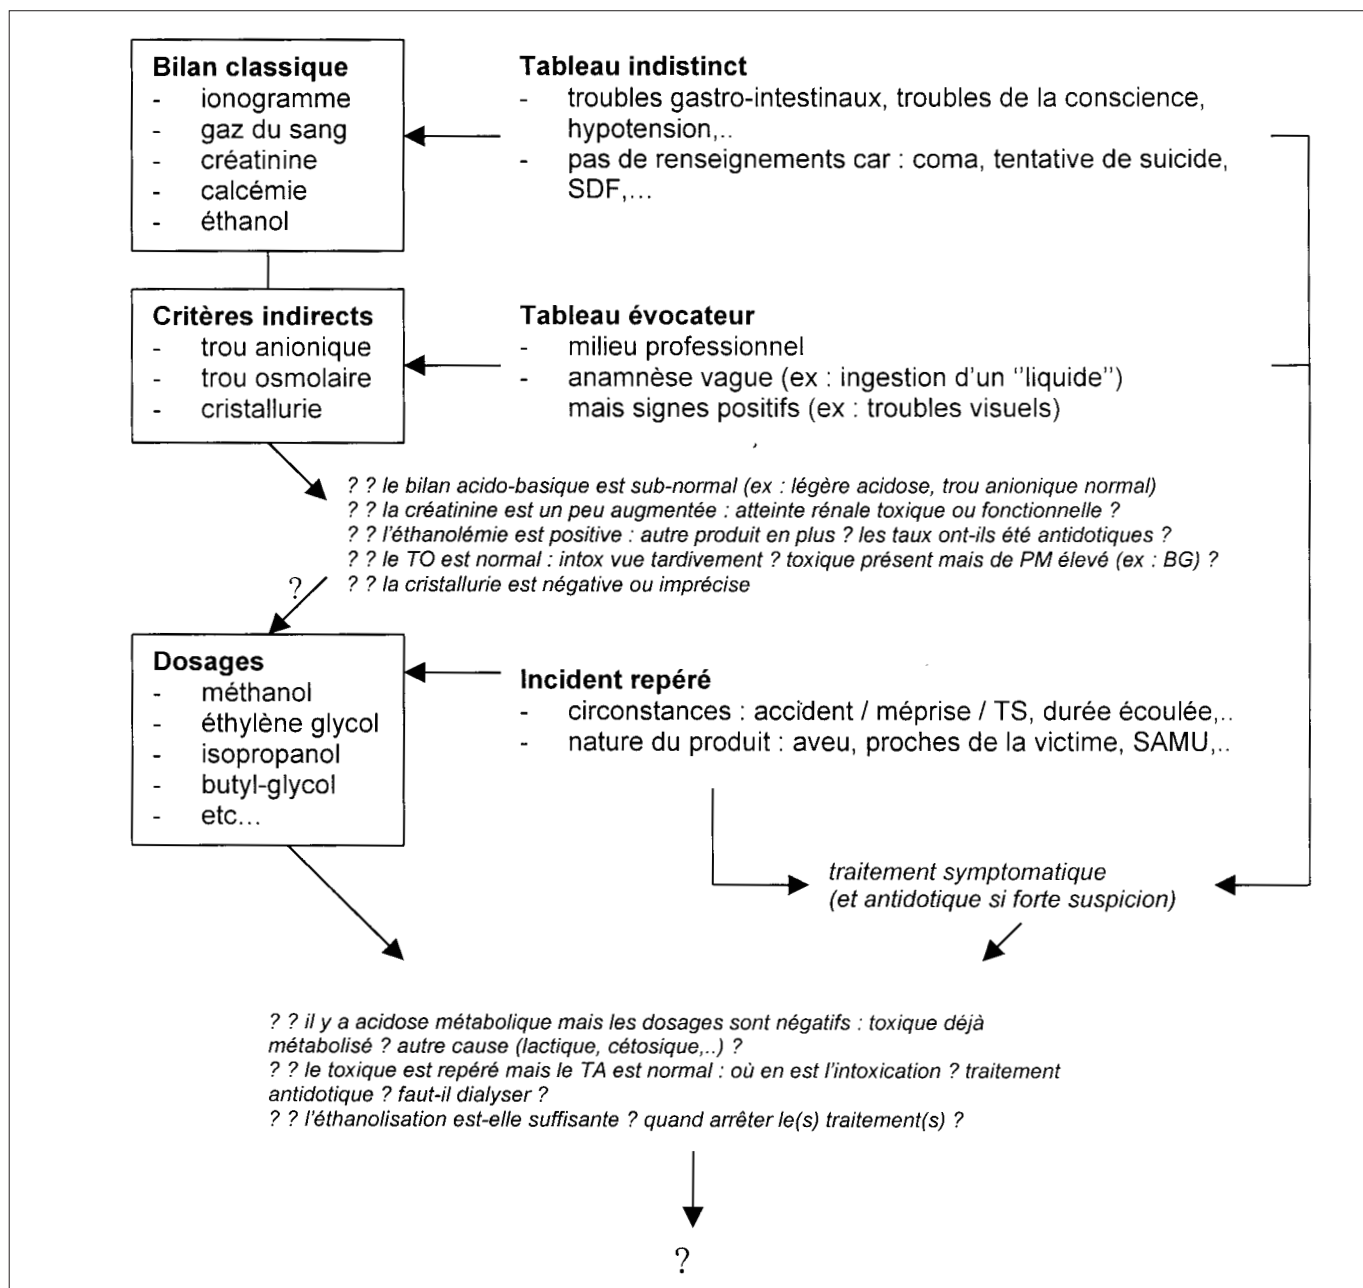 Bilan classique
- ionogramme
- gaz du sang
- créatinine
- calcémie
- éthanol
Tableau indistinct
- troubles gastro-intestinaux, troubles de la conscience,
hypotension,..
- pas de renseignements car : coma, tentative de suicide,
SDF,...
Critères indirects
- trou anionique
- trou osmolaire
- cristallurie
Tableau évocateur
- milieu professionnel
- anamnèse vague (ex : ingestion d'un ''liquide'')
mais signes positifs (ex : troubles visuels)
? ? le bilan acido-basique est sub-normal (ex : légère acidose, trou anionique normal)
? ? la créatinine est un peu augmentée : atteinte rénale toxique ou fonctionnelle ?
? ? l'éthanolémie est positive : autre produit en plus ? les taux ont-ils été antidotiques ?
? ? le TO est normal : intox vue tardivement ? toxique présent mais de PM élevé (ex : BG) ?
? ? la cristallurie est négative ou imprécise
?
Dosages
- méthanol
- éthylène glycol
- isopropanol
- butyl-glycol
- etc...
Incident repéré
- circonstances : accident / méprise / TS, durée écoulée,..
- nature du produit : aveu, proches de la victime, SAMU,..
traitement symptomatique
(et antidotique si forte suspicion)
? ? il y a acidose métabolique mais les dosages sont négatifs : toxique déjà
métabolisé ? autre cause (lactique, cétosique,..) ?
? ? le toxique est repéré mais le TA est normal : où en est l'intoxication ? traitement
antidotique ? faut-il dialyser ?
? ? l'éthanolisation est-elle suffisante ? quand arrêter le(s) traitement(s) ?
?